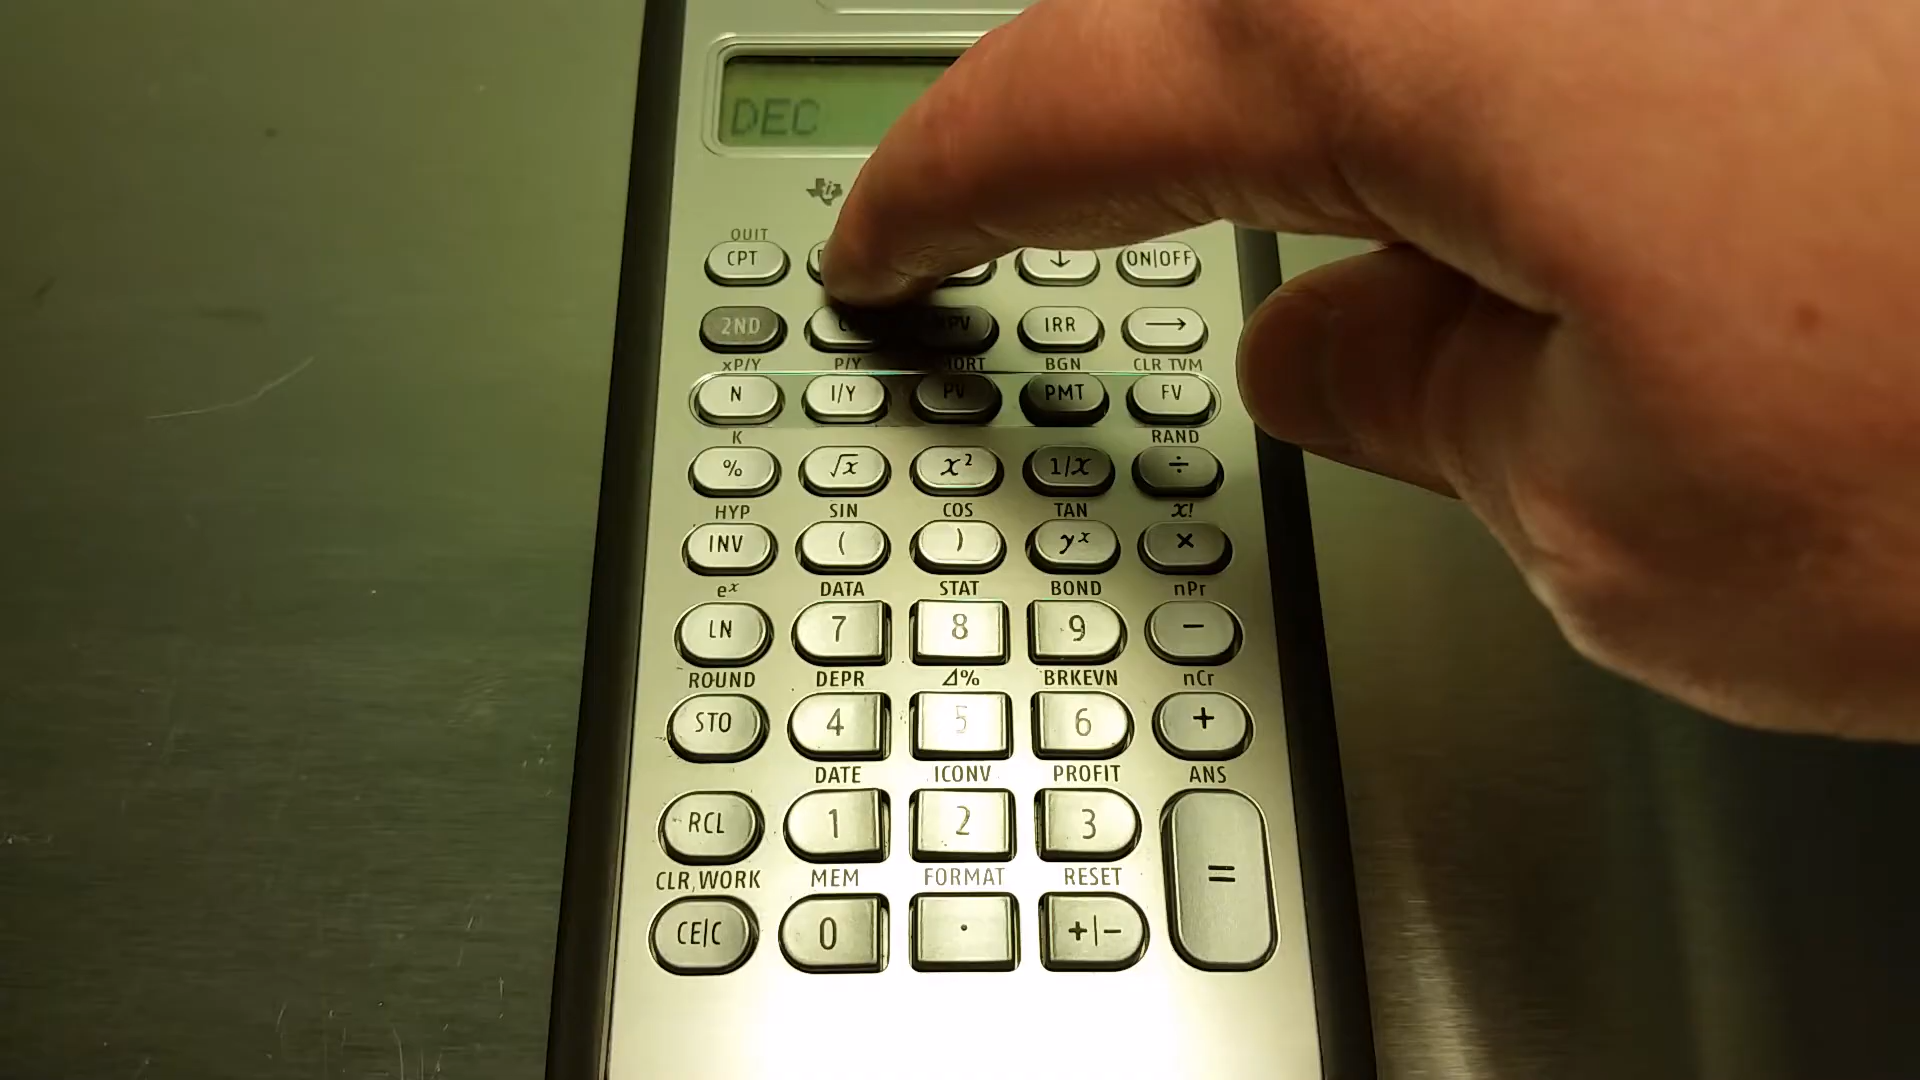 DEC
QUIT
CPT ↓ ON|OFF
2ND IRR →
xP/Y P/Y BGN CLR TVM
N I/Y PV PMT FV
K RAND
% √x x² 1/x ÷
HYP SIN COS TAN x!
INV ( ) yˣ ×
eˣ DATA STAT BOND nPr
LN 7 8 9 −
ROUND DEPR Δ% BRKEVN nCr
STO 4 5 6 +
DATE ICONV PROFIT ANS
RCL 1 2 3 =
CLR WORK MEM FORMAT RESET
CE|C 0 . +|−